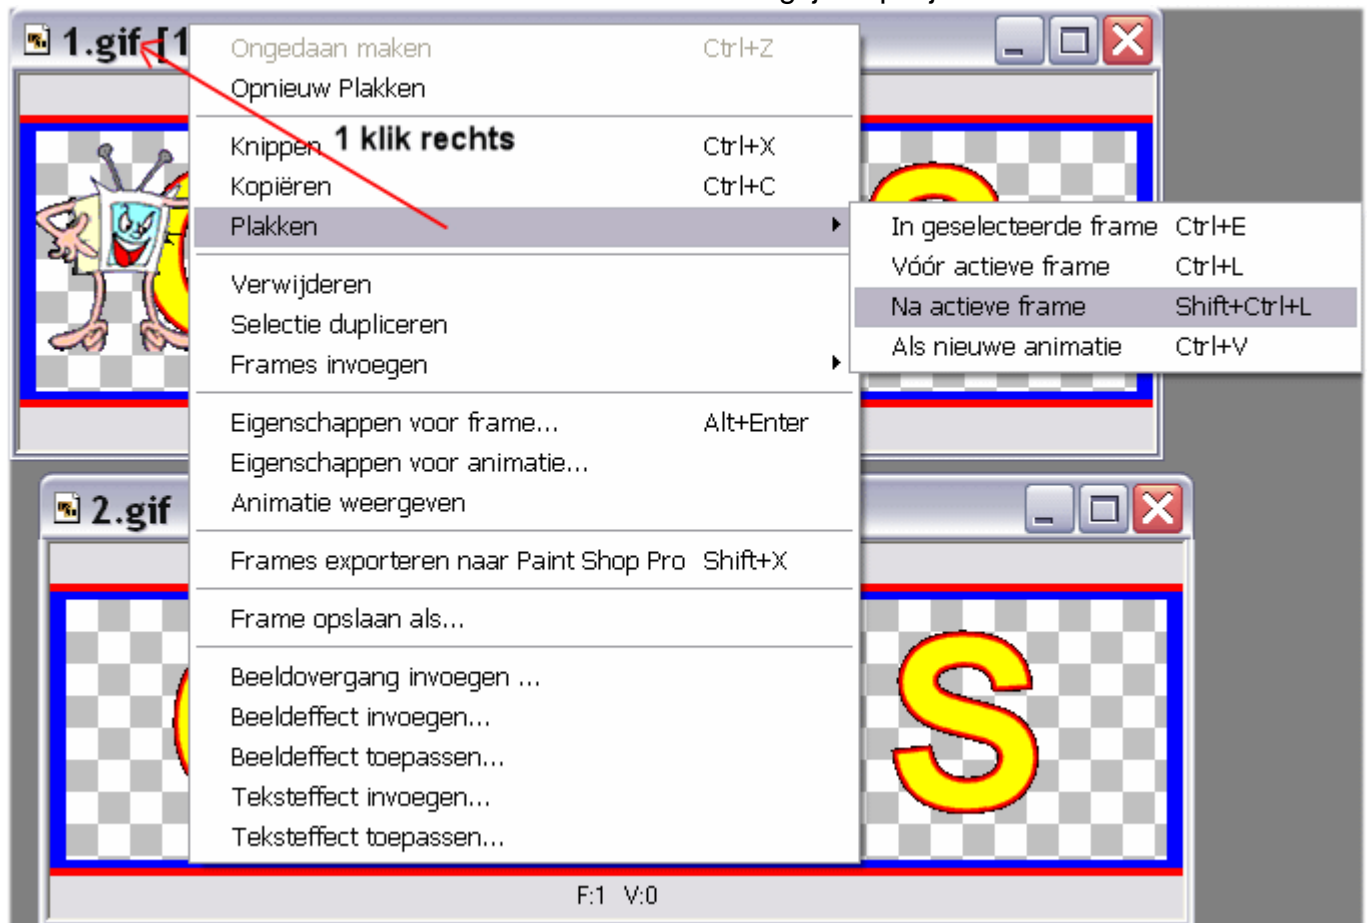 1.gif [1
Ongedaan maken Ctrl+Z
Opnieuw Plakken
1 klik rechts
Knippen Ctrl+X
Kopiëren Ctrl+C
Plakken
In geselecteerde frame Ctrl+E
Vóór actieve frame Ctrl+L
Na actieve frame Shift+Ctrl+L
Als nieuwe animatie Ctrl+V
Verwijderen
Selectie dupliceren
Frames invoegen
Eigenschappen voor frame... Alt+Enter
Eigenschappen voor animatie...
Animatie weergeven
Frames exporteren naar Paint Shop Pro Shift+X
Frame opslaan als...
Beeldovergang invoegen ...
Beeldeffect invoegen...
Beeldeffect toepassen...
Teksteffect invoegen...
Teksteffect toepassen...
2.gif
S
F:1 V:0